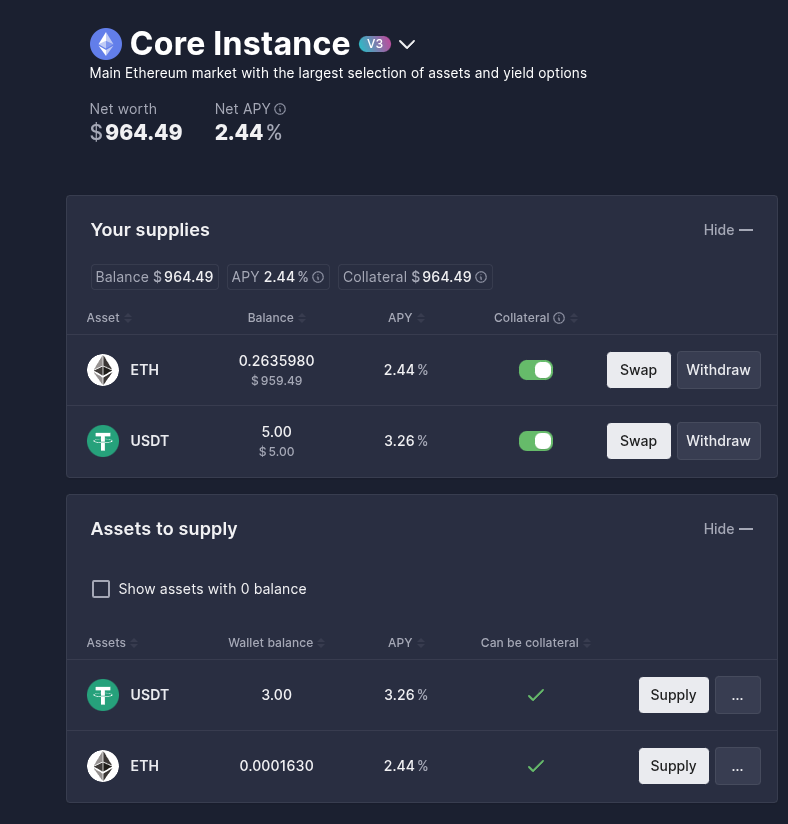 Core Instance V3
Main Ethereum market with the largest selection of assets and yield options
Net worth Net APY
$964.49 2.44%
Your supplies Hide —
Balance $964.49 APY 2.44% Collateral $964.49
Asset Balance APY Collateral
ETH 0.2635980 2.44% Swap Withdraw
$959.49
USDT 5.00 3.26% Swap Withdraw
$5.00
Assets to supply Hide —
Show assets with 0 balance
Assets Wallet balance APY Can be collateral
USDT 3.00 3.26% Supply ...
ETH 0.0001630 2.44% Supply ...